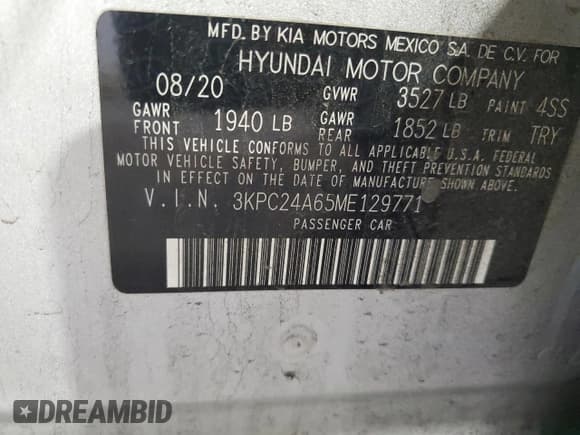 MFD. BY KIA MOTORS MEXICO S.A. DE C.V. FOR
HYUNDAI MOTOR COMPANY
08/20 GVWR 3527 LB PAINT 4SS
GAWR FRONT 1940 LB GAWR REAR 1852 LB TRIM TRY
THIS VEHICLE CONFORMS TO ALL APPLICABLE U.S.A. FEDERAL
MOTOR VEHICLE SAFETY, BUMPER, AND THEFT PREVENTION STANDARDS
IN EFFECT ON THE DATE OF MANUFACTURE SHOWN ABOVE.
V.I.N. 3KPC24A65ME129771
PASSENGER CAR
DREAMBID